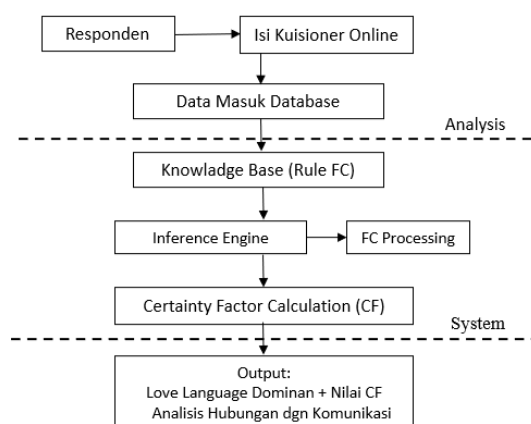 Responden
Isi Kuisioner Online
Data Masuk Database
Analysis
Knowladge Base (Rule FC)
Inference Engine
FC Processing
Certainty Factor Calculation (CF)
System
Output:
Love Language Dominan + Nilai CF
Analisis Hubungan dgn Komunikasi